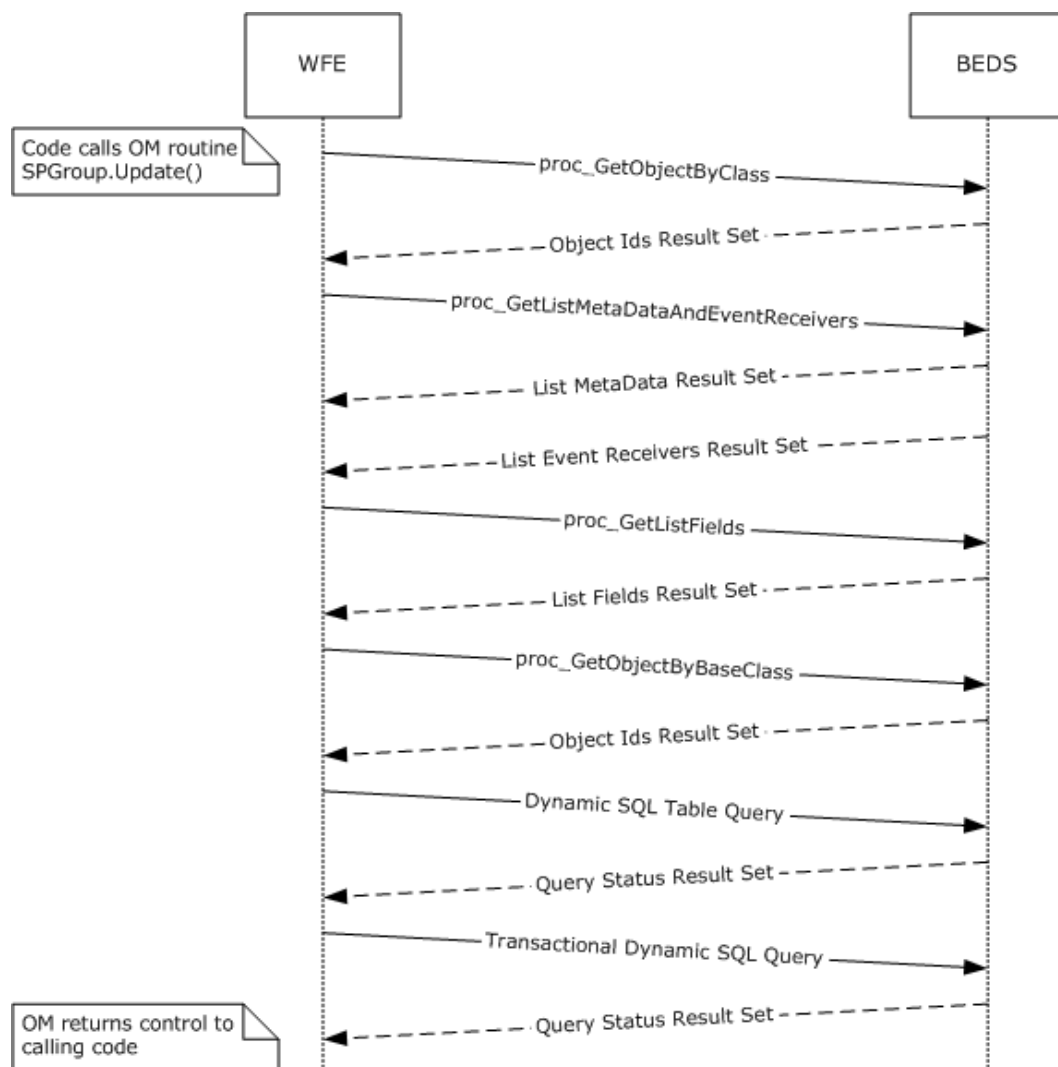 WFE
BEDS
Code calls OM routine
SPGroup.Update()
proc_GetObjectByClass
Object Ids Result Set
proc_GetListMetaDataAndEventReceivers
List MetaData Result Set
List Event Receivers Result Set
proc_GetListFields
List Fields Result Set
proc_GetObjectByBaseClass
Object Ids Result Set
Dynamic SQL Table Query
Query Status Result Set
Transactional Dynamic SQL Query
Query Status Result Set
OM returns control to
calling code